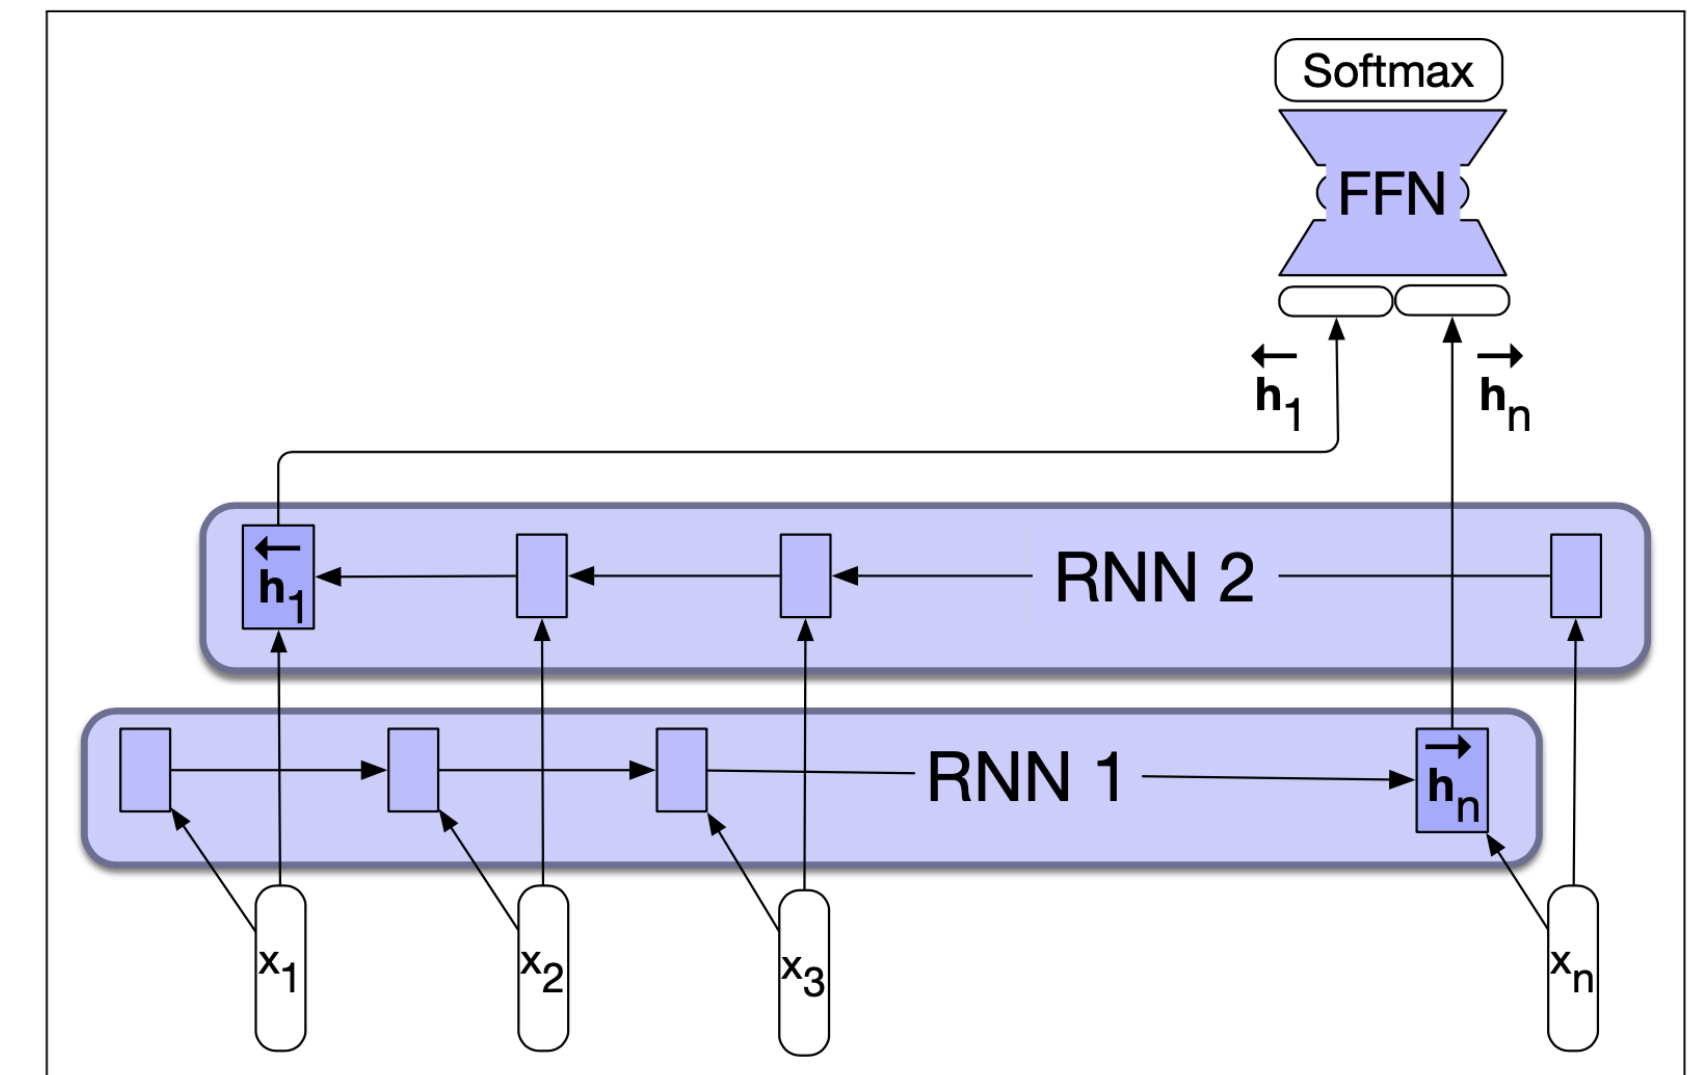 Softmax
FFN
←h₁ →hₙ
←h₁ RNN 2
RNN 1 →hₙ
x₁ x₂ x₃ xₙ